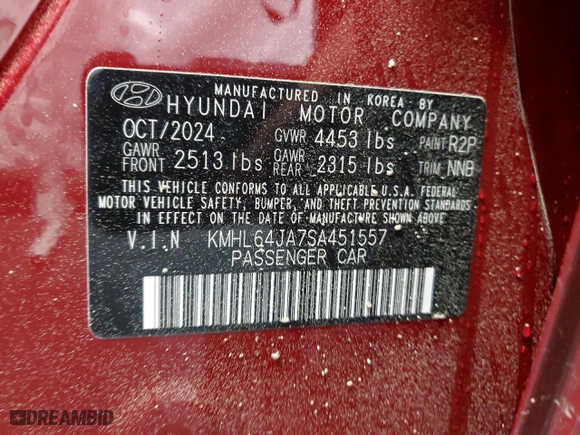 MANUFACTURED IN KOREA BY
HYUNDAI MOTOR COMPANY
OCT/2024 GVWR 4453 lbs PAINT R2P
GAWR FRONT 2513 lbs GAWR REAR 2315 lbs TRIM NNB
THIS VEHICLE CONFORMS TO ALL APPLICABLE U.S.A. FEDERAL
MOTOR VEHICLE SAFETY, BUMPER, AND THEFT PREVENTION STANDARDS
IN EFFECT ON THE DATE OF MANUFACTURE SHOWN ABOVE
V.I.N KMHL64JA7SA451557
PASSENGER CAR
DREAMBID